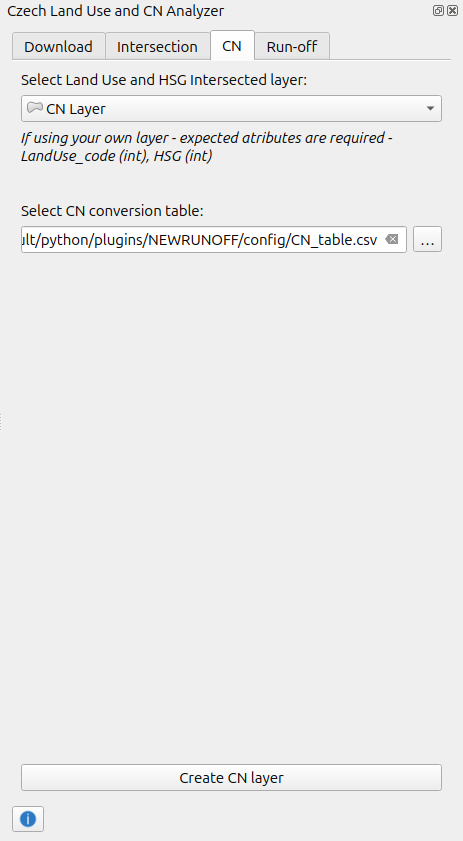 Czech Land Use and CN Analyzer
Download
Intersection
CN
Run-off
Select Land Use and HSG Intersected layer:
CN Layer
If using your own layer - expected atributes are required -
LandUse_code (int), HSG (int)
Select CN conversion table:
ult/python/plugins/NEWRUNOFF/config/CN_table.csv
...
Create CN layer